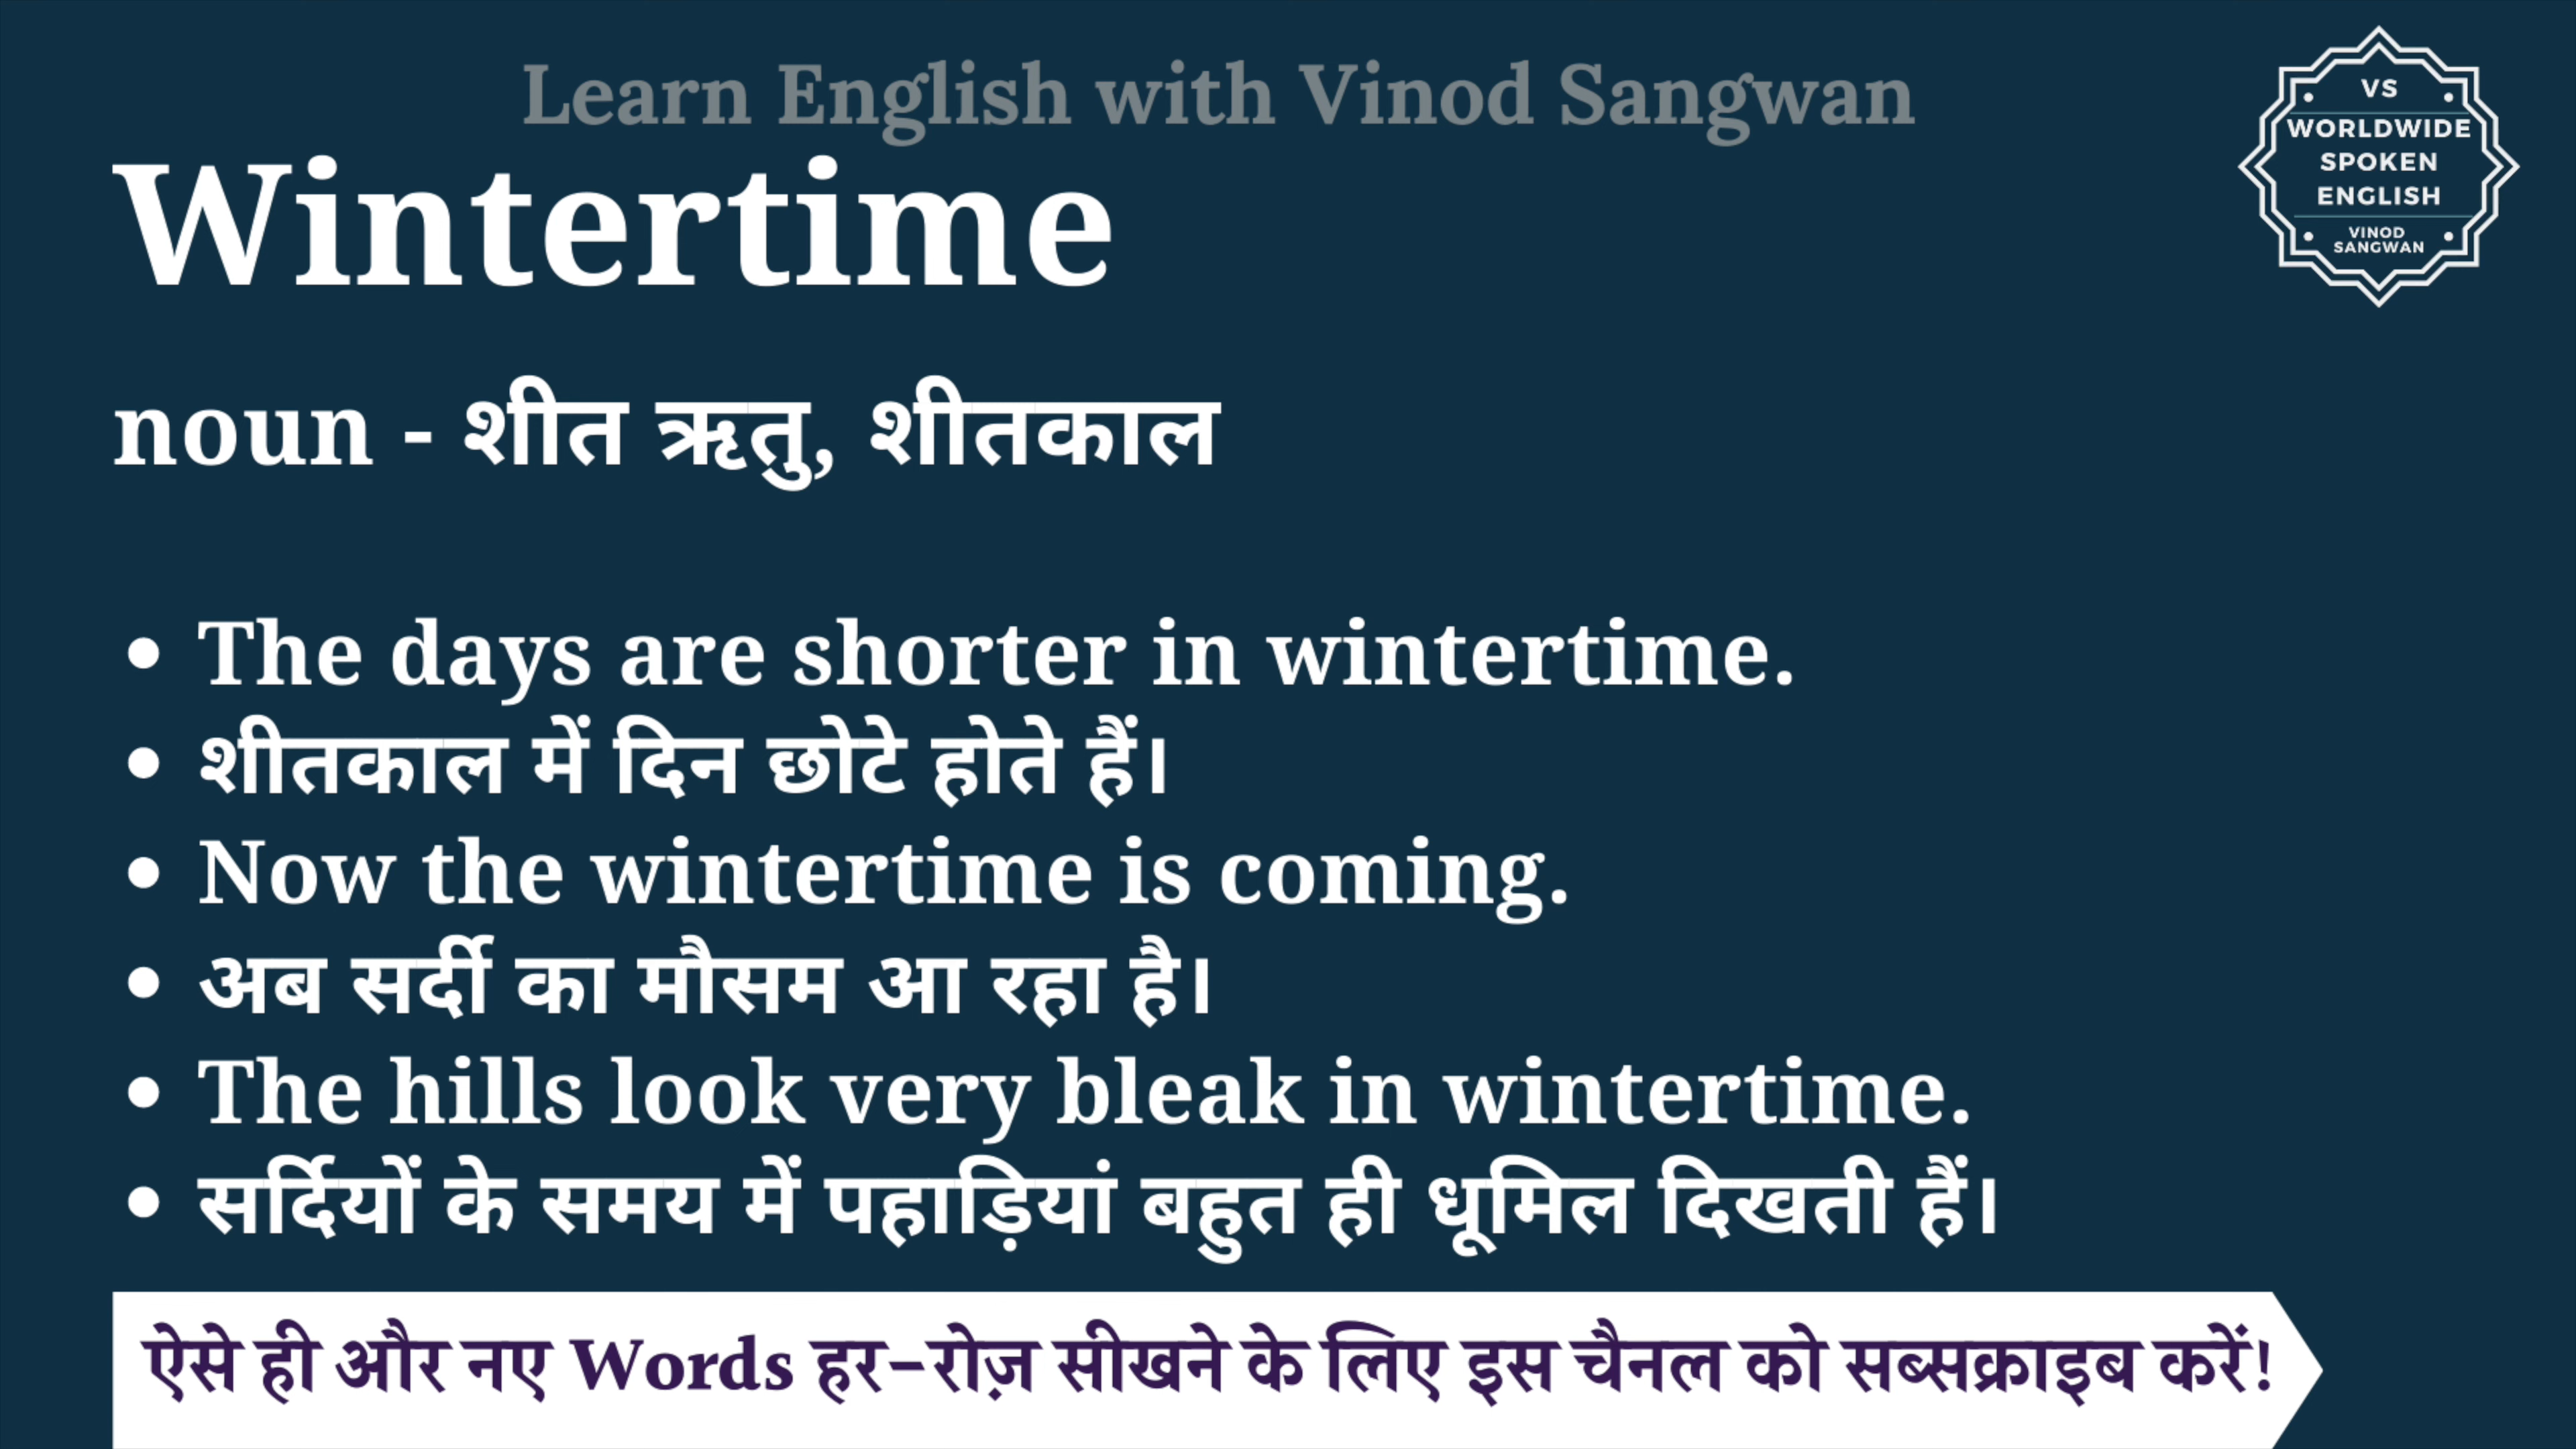 Learn English with Vinod Sangwan
VS
WORLDWIDE
SPOKEN
ENGLISH
VINOD
SANGWAN
Wintertime
noun - शीत ऋतु, शीतकाल
• The days are shorter in wintertime.
• शीतकाल में दिन छोटे होते हैं।
• Now the wintertime is coming.
• अब सर्दी का मौसम आ रहा है।
• The hills look very bleak in wintertime.
• सर्दियों के समय में पहाड़ियां बहुत ही धूमिल दिखती हैं।
ऐसे ही और नए Words हर-रोज़ सीखने के लिए इस चैनल को सब्सक्राइब करें!